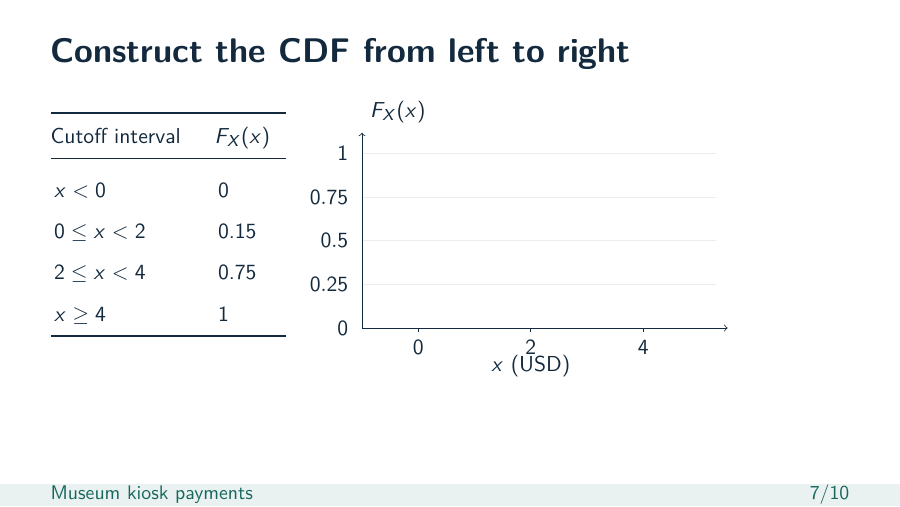 Construct the CDF from left to right
Cutoff interval F_X(x)
x < 0 0
0 ≤ x < 2 0.15
2 ≤ x < 4 0.75
x ≥ 4 1
F_X(x)
1
0.75
0.5
0.25
0
0 2 4
x (USD)
Museum kiosk payments 7/10